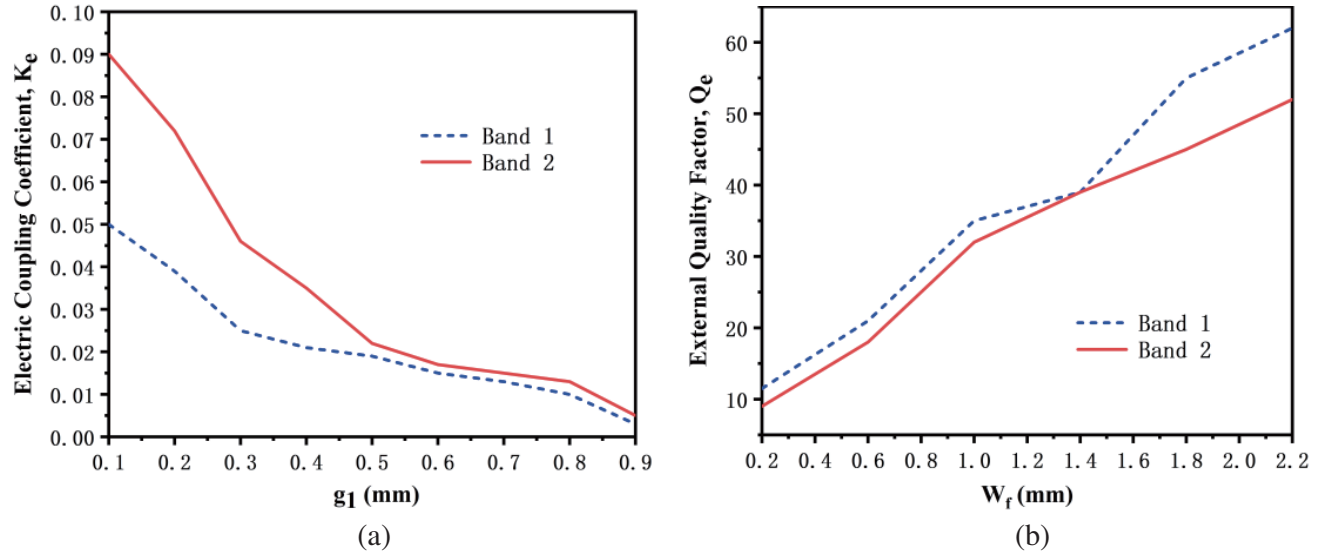 Electric Coupling Coefficient, Ke
0.10
0.09
0.08
0.07
0.06
0.05
0.04
0.03
0.02
0.01
0.00
Band 1
Band 2
0.1 0.2 0.3 0.4 0.5 0.6 0.7 0.8 0.9
g1 (mm)
(a)
External Quality Factor, Qe
60
50
40
30
20
10
Band 1
Band 2
0.2 0.4 0.6 0.8 1.0 1.2 1.4 1.6 1.8 2.0 2.2
Wf (mm)
(b)